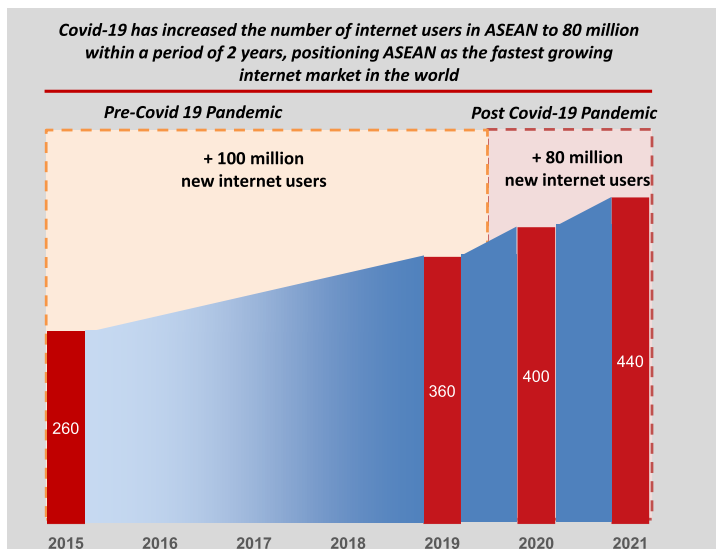 Covid-19 has increased the number of internet users in ASEAN to 80 million
within a period of 2 years, positioning ASEAN as the fastest growing
internet market in the world
Pre-Covid 19 Pandemic
Post Covid-19 Pandemic
+ 100 million
new internet users
+ 80 million
new internet users
260
360
400
440
2015
2016
2017
2018
2019
2020
2021